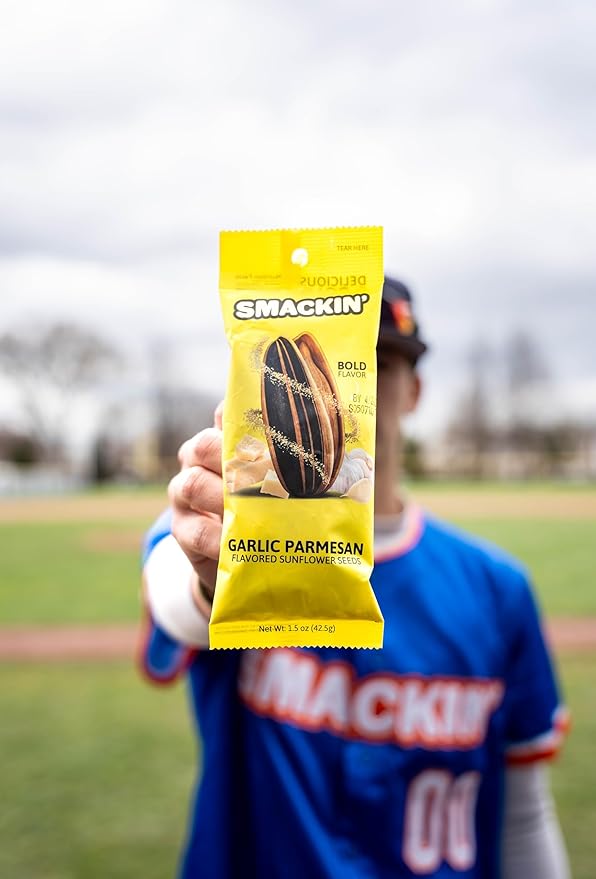 TEAR HERE
DELICIOUS
SMACKIN'
BOLD
FLAVOR
GARLIC PARMESAN
FLAVORED SUNFLOWER SEEDS
Net Wt. 1.5 oz (42.5g)
SMACKIN'
00